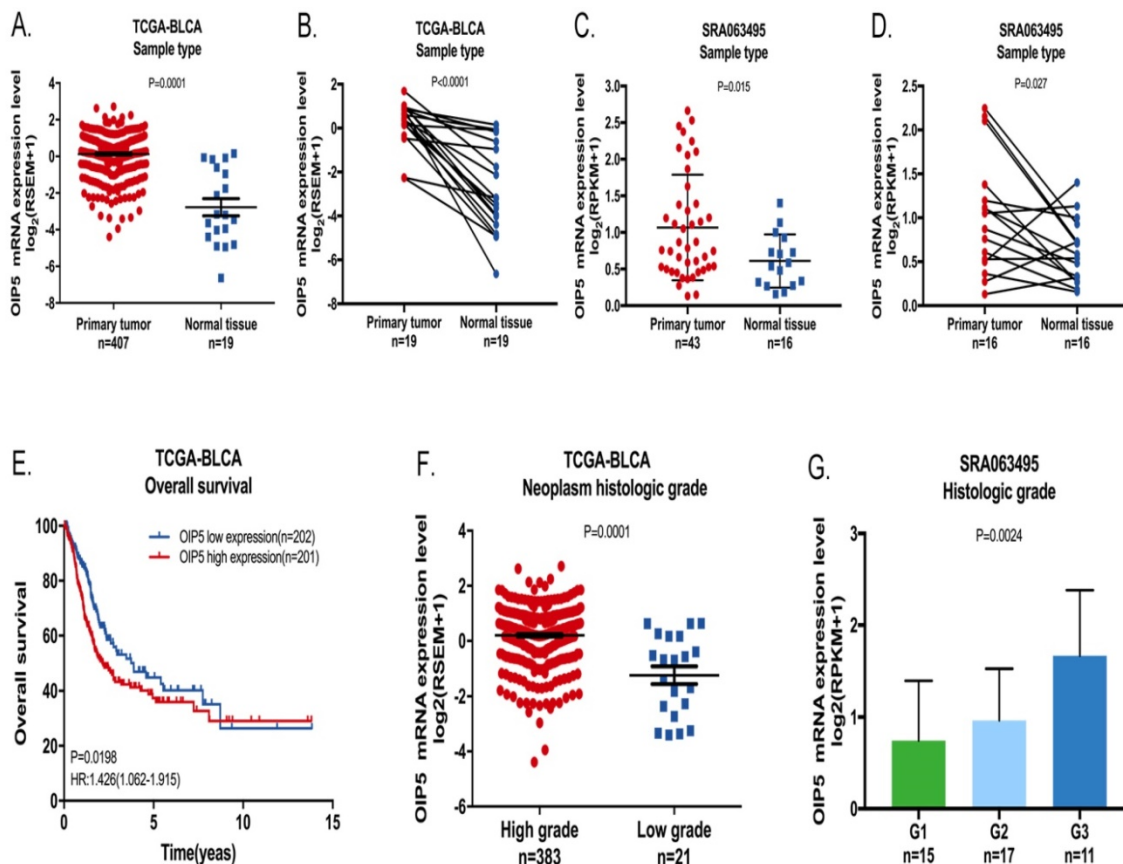 A.
TCGA-BLCA
Sample type
P=0.0001
OIP5 mRNA expression level
log2(RSEM+1)
4
2
0
-2
-4
-6
-8
Primary tumor
n=407
Normal tissue
n=19
B.
TCGA-BLCA
Sample type
P<0.0001
OIP5 mRNA expression level
log2(RSEM+1)
2
0
-2
-4
-6
-8
Primary tumor
n=19
Normal tissue
n=19
C.
SRA063495
Sample type
P=0.015
OIP5 mRNA expression level
log2(RPKM+1)
3.0
2.5
2.0
1.5
1.0
0.5
0.0
Primary tumor
n=43
Normal tissue
n=16
D.
SRA063495
Sample type
P=0.027
OIP5 mRNA expression level
log2(RPKM+1)
2.5
2.0
1.5
1.0
0.5
0.0
Primary tumor
n=16
Normal tissue
n=16
E.
TCGA-BLCA
Overall survival
OIP5 low expression(n=202)
OIP5 high expression(n=201)
Overall survival
100
80
60
40
20
0
P=0.0198
HR:1.426(1.062-1.915)
0
5
10
15
Time(yeas)
F.
TCGA-BLCA
Neoplasm histologic grade
P=0.0001
OIP5 mRNA expression level
log2(RSEM+1)
4
2
0
-2
-4
-6
High grade
n=383
Low grade
n=21
G.
SRA063495
Histologic grade
P=0.0024
OIP5 mRNA expression level
log2(RPKM+1)
3
2
1
0
G1
n=15
G2
n=17
G3
n=11